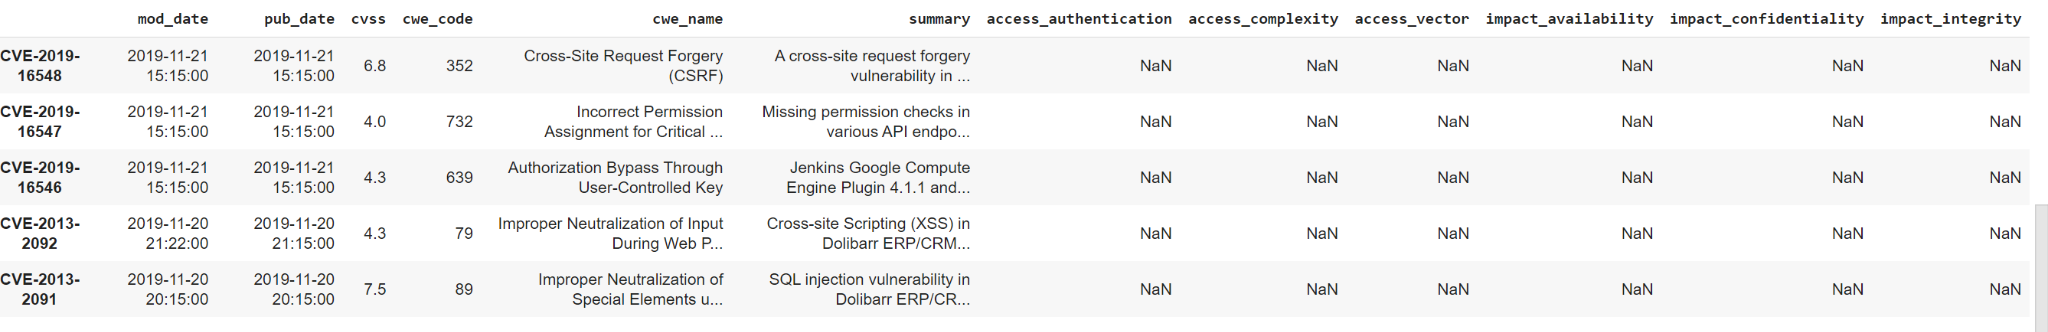 mod_date pub_date cvss cwe_code cwe_name summary access_authentication access_complexity access_vector impact_availability impact_confidentiality impact_integrity
CVE-2019- 2019-11-21 2019-11-21 Cross-Site Request Forgery A cross-site request forgery
16548 15:15:00 15:15:00 6.8 352 (CSRF) vulnerability in ... NaN NaN NaN NaN NaN NaN
CVE-2019- 2019-11-21 2019-11-21 Incorrect Permission Missing permission checks in
16547 15:15:00 15:15:00 4.0 732 Assignment for Critical ... various API endpo... NaN NaN NaN NaN NaN NaN
CVE-2019- 2019-11-21 2019-11-21 Authorization Bypass Through Jenkins Google Compute
16546 15:15:00 15:15:00 4.3 639 User-Controlled Key Engine Plugin 4.1.1 and... NaN NaN NaN NaN NaN NaN
CVE-2013- 2019-11-20 2019-11-20 Improper Neutralization of Input Cross-site Scripting (XSS) in
2092 21:22:00 21:15:00 4.3 79 During Web P... Dolibarr ERP/CRM... NaN NaN NaN NaN NaN NaN
CVE-2013- 2019-11-20 2019-11-20 Improper Neutralization of SQL injection vulnerability in
2091 20:15:00 20:15:00 7.5 89 Special Elements u... Dolibarr ERP/CR... NaN NaN NaN NaN NaN NaN